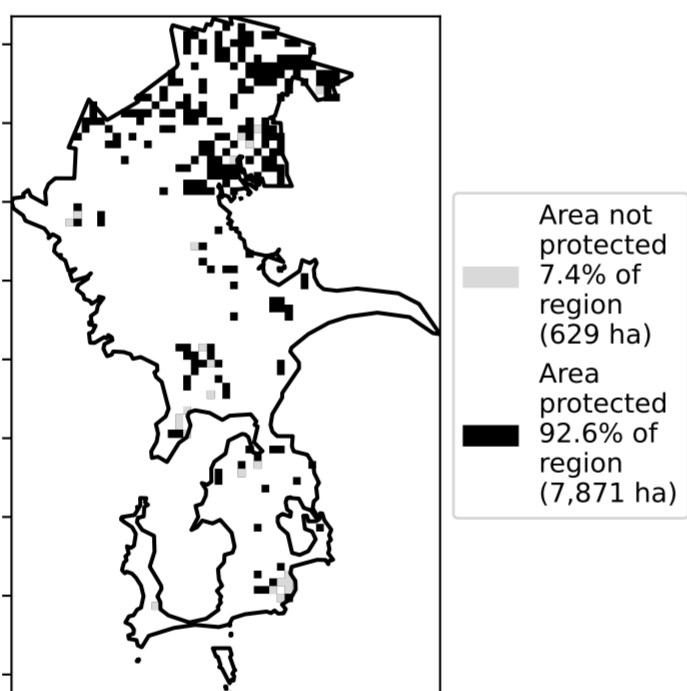 Area not
protected
7.4% of
region
(629 ha)
Area
protected
92.6% of
region
(7,871 ha)